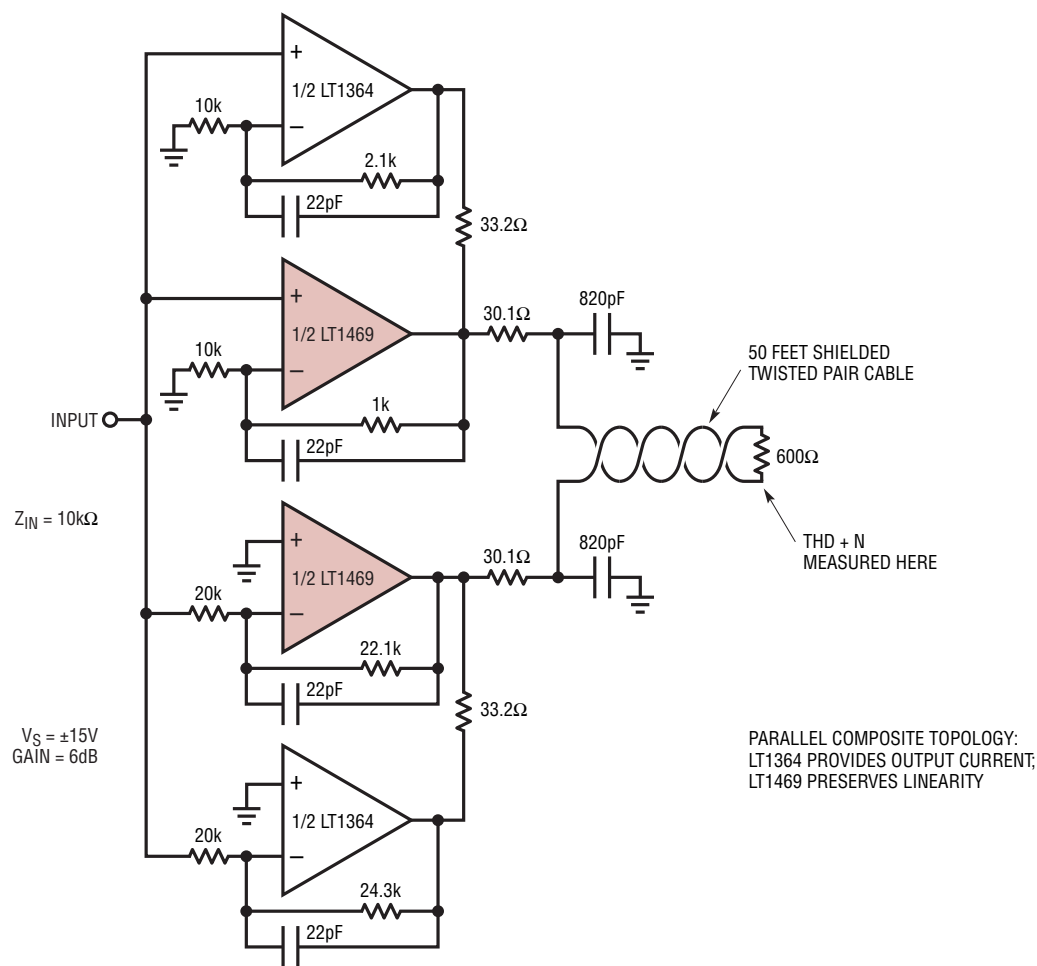 +
1/2 LT1364
10k
–
2.1k
22pF
33.2Ω
+
30.1Ω
820pF
1/2 LT1469
10k
–
50 FEET SHIELDED
TWISTED PAIR CABLE
1k
INPUT
22pF
600Ω
ZIN = 10kΩ
+
30.1Ω
820pF
THD + N
MEASURED HERE
1/2 LT1469
20k
–
22.1k
22pF
33.2Ω
VS = ±15V
GAIN = 6dB
PARALLEL COMPOSITE TOPOLOGY:
LT1364 PROVIDES OUTPUT CURRENT;
LT1469 PRESERVES LINEARITY
+
1/2 LT1364
20k
–
24.3k
22pF